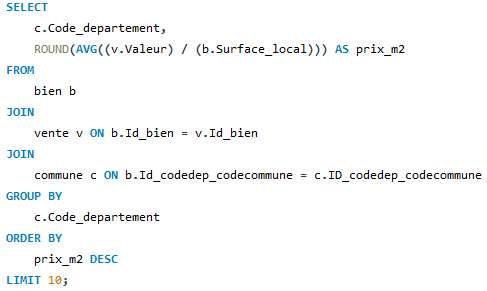 SELECT
    c.Code_departement,
    ROUND(AVG((v.Valeur) / (b.Surface_local))) AS prix_m2
FROM
    bien b
JOIN
    vente v ON b.Id_bien = v.Id_bien
JOIN
    commune c ON b.Id_codedep_codecommune = c.ID_codedep_codecommune
GROUP BY
    c.Code_departement
ORDER BY
    prix_m2 DESC
LIMIT 10;